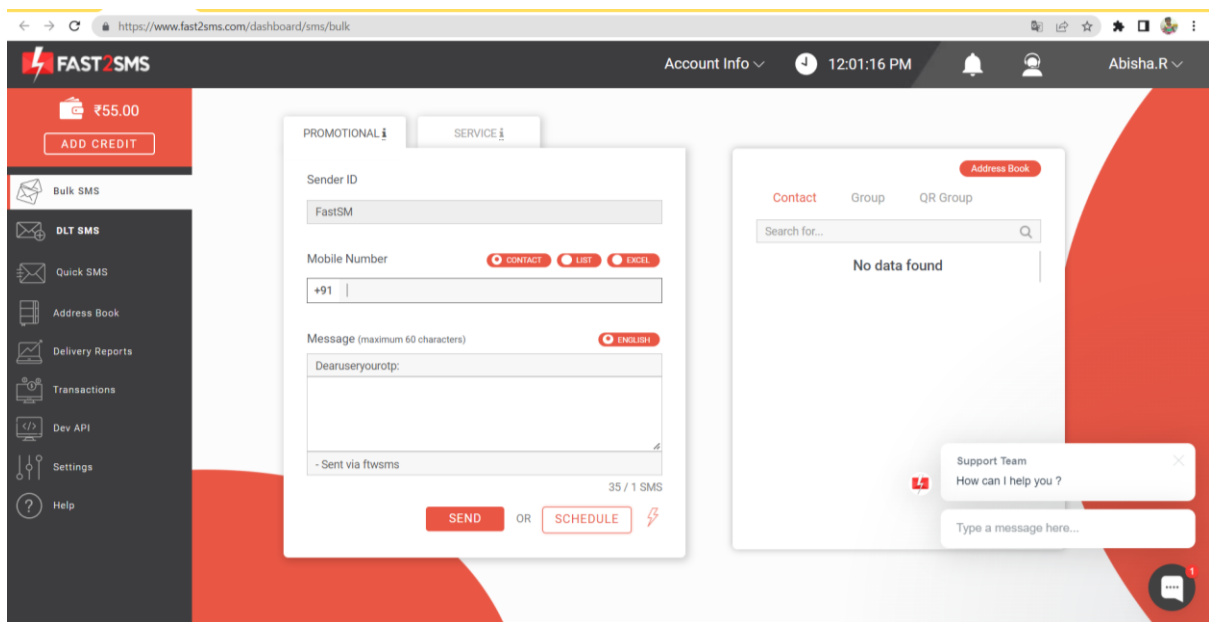 https://www.fast2sms.com/dashboard/sms/bulk
FAST2SMS
Account Info
12:01:16 PM
Abisha.R
₹55.00
ADD CREDIT
Bulk SMS
DLT SMS
Quick SMS
Address Book
Delivery Reports
Transactions
Dev API
Settings
Help
PROMOTIONAL i
SERVICE i
Sender ID
FastSM
Mobile Number
CONTACT LIST EXCEL
+91
Message (maximum 60 characters)
ENGLISH
Dearuseryourotp:
- Sent via ftwsms
35 / 1 SMS
SEND OR SCHEDULE
Address Book
Contact Group QR Group
Search for...
No data found
Support Team
How can I help you ?
Type a message here...
1